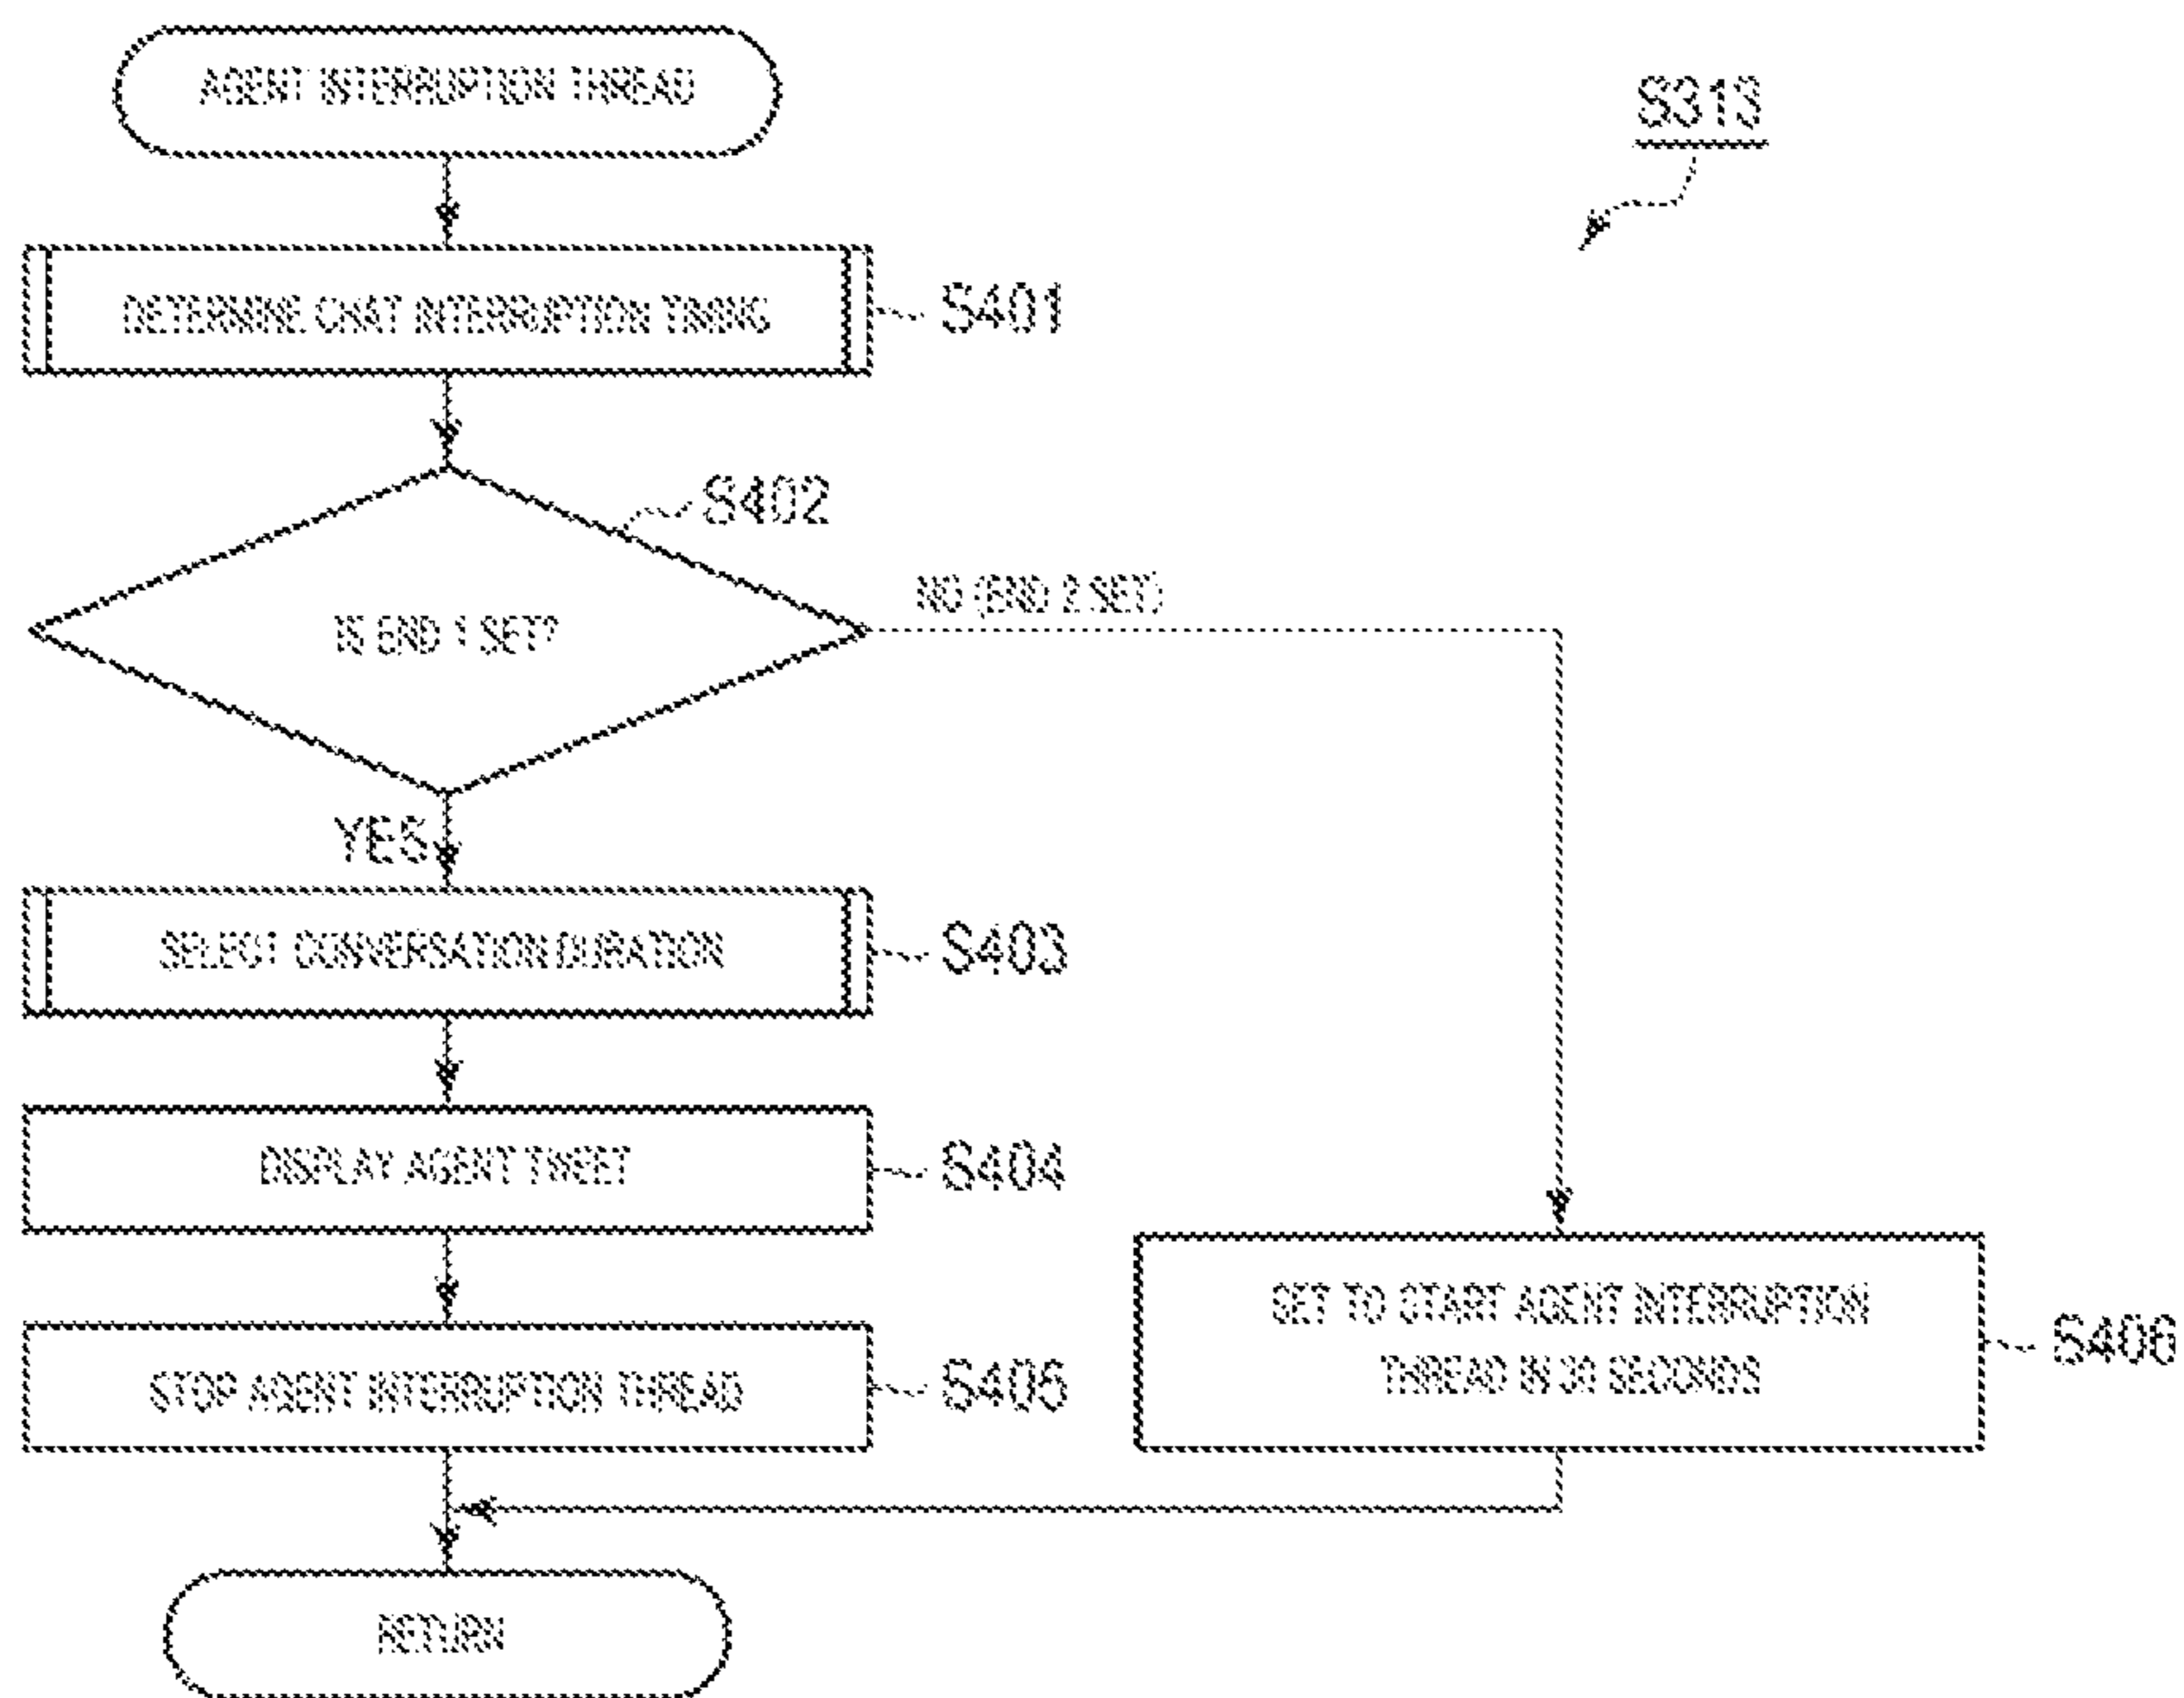 AGENT INTERRUPTION THREAD
S313
DETERMINE CHAT INTERRUPTION TIMING
S401
S402
NO (END 2 SET)
IS END 1 SET?
YES
SELECT CONVERSATION DURATION
S403
DISPLAY AGENT TWEET
S404
SET TO START AGENT INTERRUPTION
THREAD IN 30 SECONDS
S406
STOP AGENT INTERRUPTION THREAD
S405
RETURN